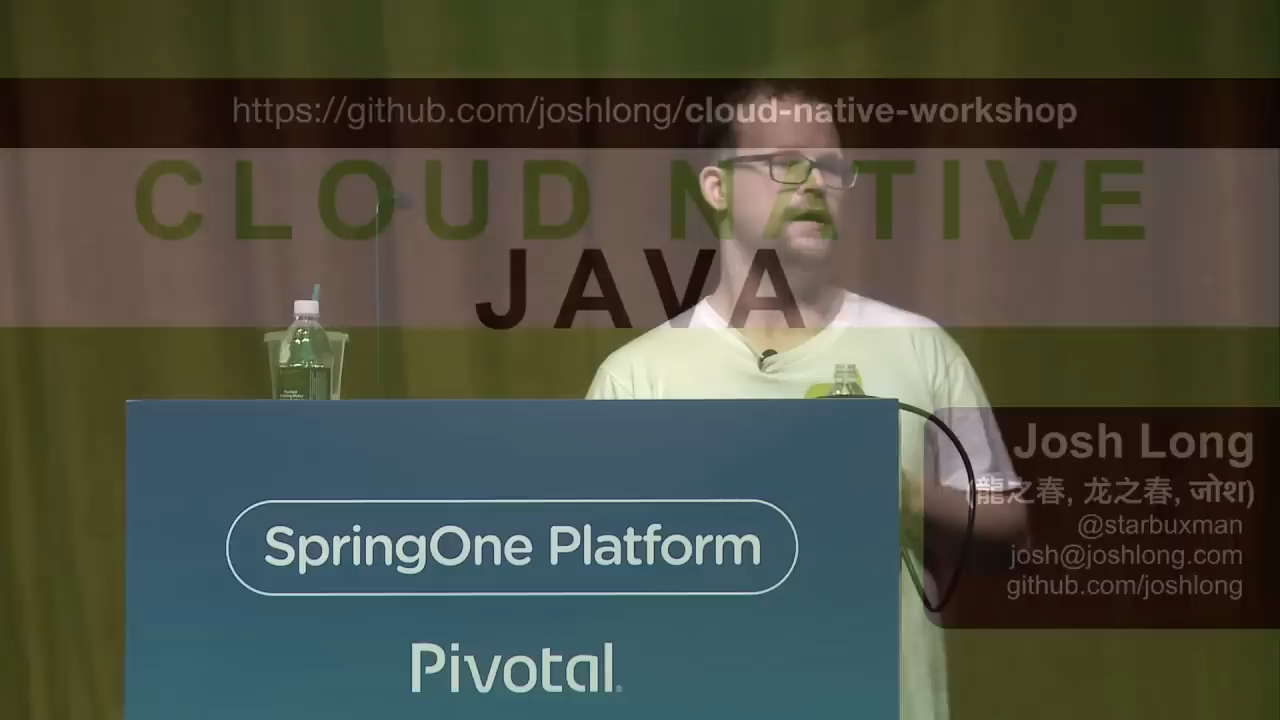 https://github.com/joshlong/cloud-native-workshop
CLOUD NATIVE
JAVA
Josh Long
(龍之春, 龙之春, जोश)
@starbuxman
josh@joshlong.com
github.com/joshlong
SpringOne Platform
Pivotal